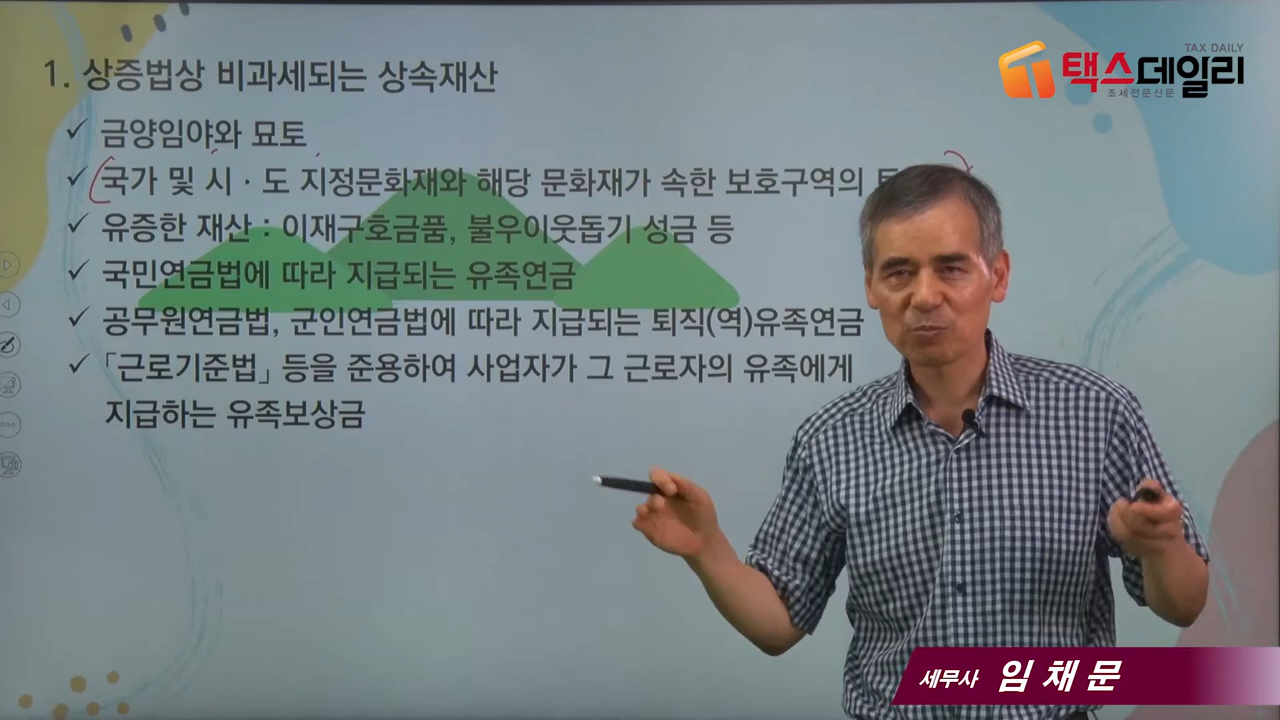 TAX DAILY
택스데일리
조세전문신문
1. 상증법상 비과세되는 상속재산
✓ 금양임야와 묘토
✓ 국가 및 시 · 도 지정문화재와 해당 문화재가 속한 보호구역의
✓ 유증한 재산 : 이재구호금품, 불우이웃돕기 성금 등
✓ 국민연금법에 따라 지급되는 유족연금
✓ 공무원연금법, 군인연금법에 따라 지급되는 퇴직(역)유족연금
✓ 「근로기준법」 등을 준용하여 사업자가 그 근로자의 유족에게
지급하는 유족보상금
세무사 임채문